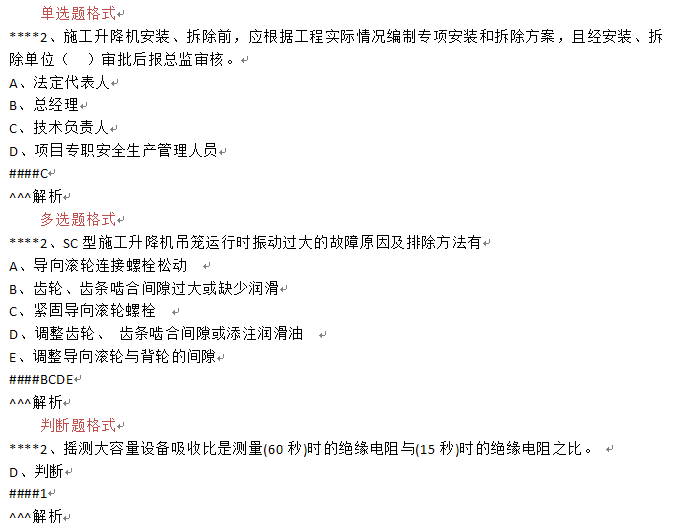 单选题格式
****2、施工升降机安装、拆除前，应根据工程实际情况编制专项安装和拆除方案，且经安装、拆
除单位（　）审批后报总监审核。
A、法定代表人
B、总经理
C、技术负责人
D、项目专职安全生产管理人员
####C
^^^解析
多选题格式
****2、SC型施工升降机吊笼运行时振动过大的故障原因及排除方法有
A、导向滚轮连接螺栓松动
B、齿轮、齿条啮合间隙过大或缺少润滑
C、紧固导向滚轮螺栓
D、调整齿轮、 齿条啮合间隙或添注润滑油
E、调整导向滚轮与背轮的间隙
####BCDE
^^^解析
判断题格式
****2、摇测大容量设备吸收比是测量(60秒)时的绝缘电阻与(15秒)时的绝缘电阻之比。
D、判断
####1
^^^解析